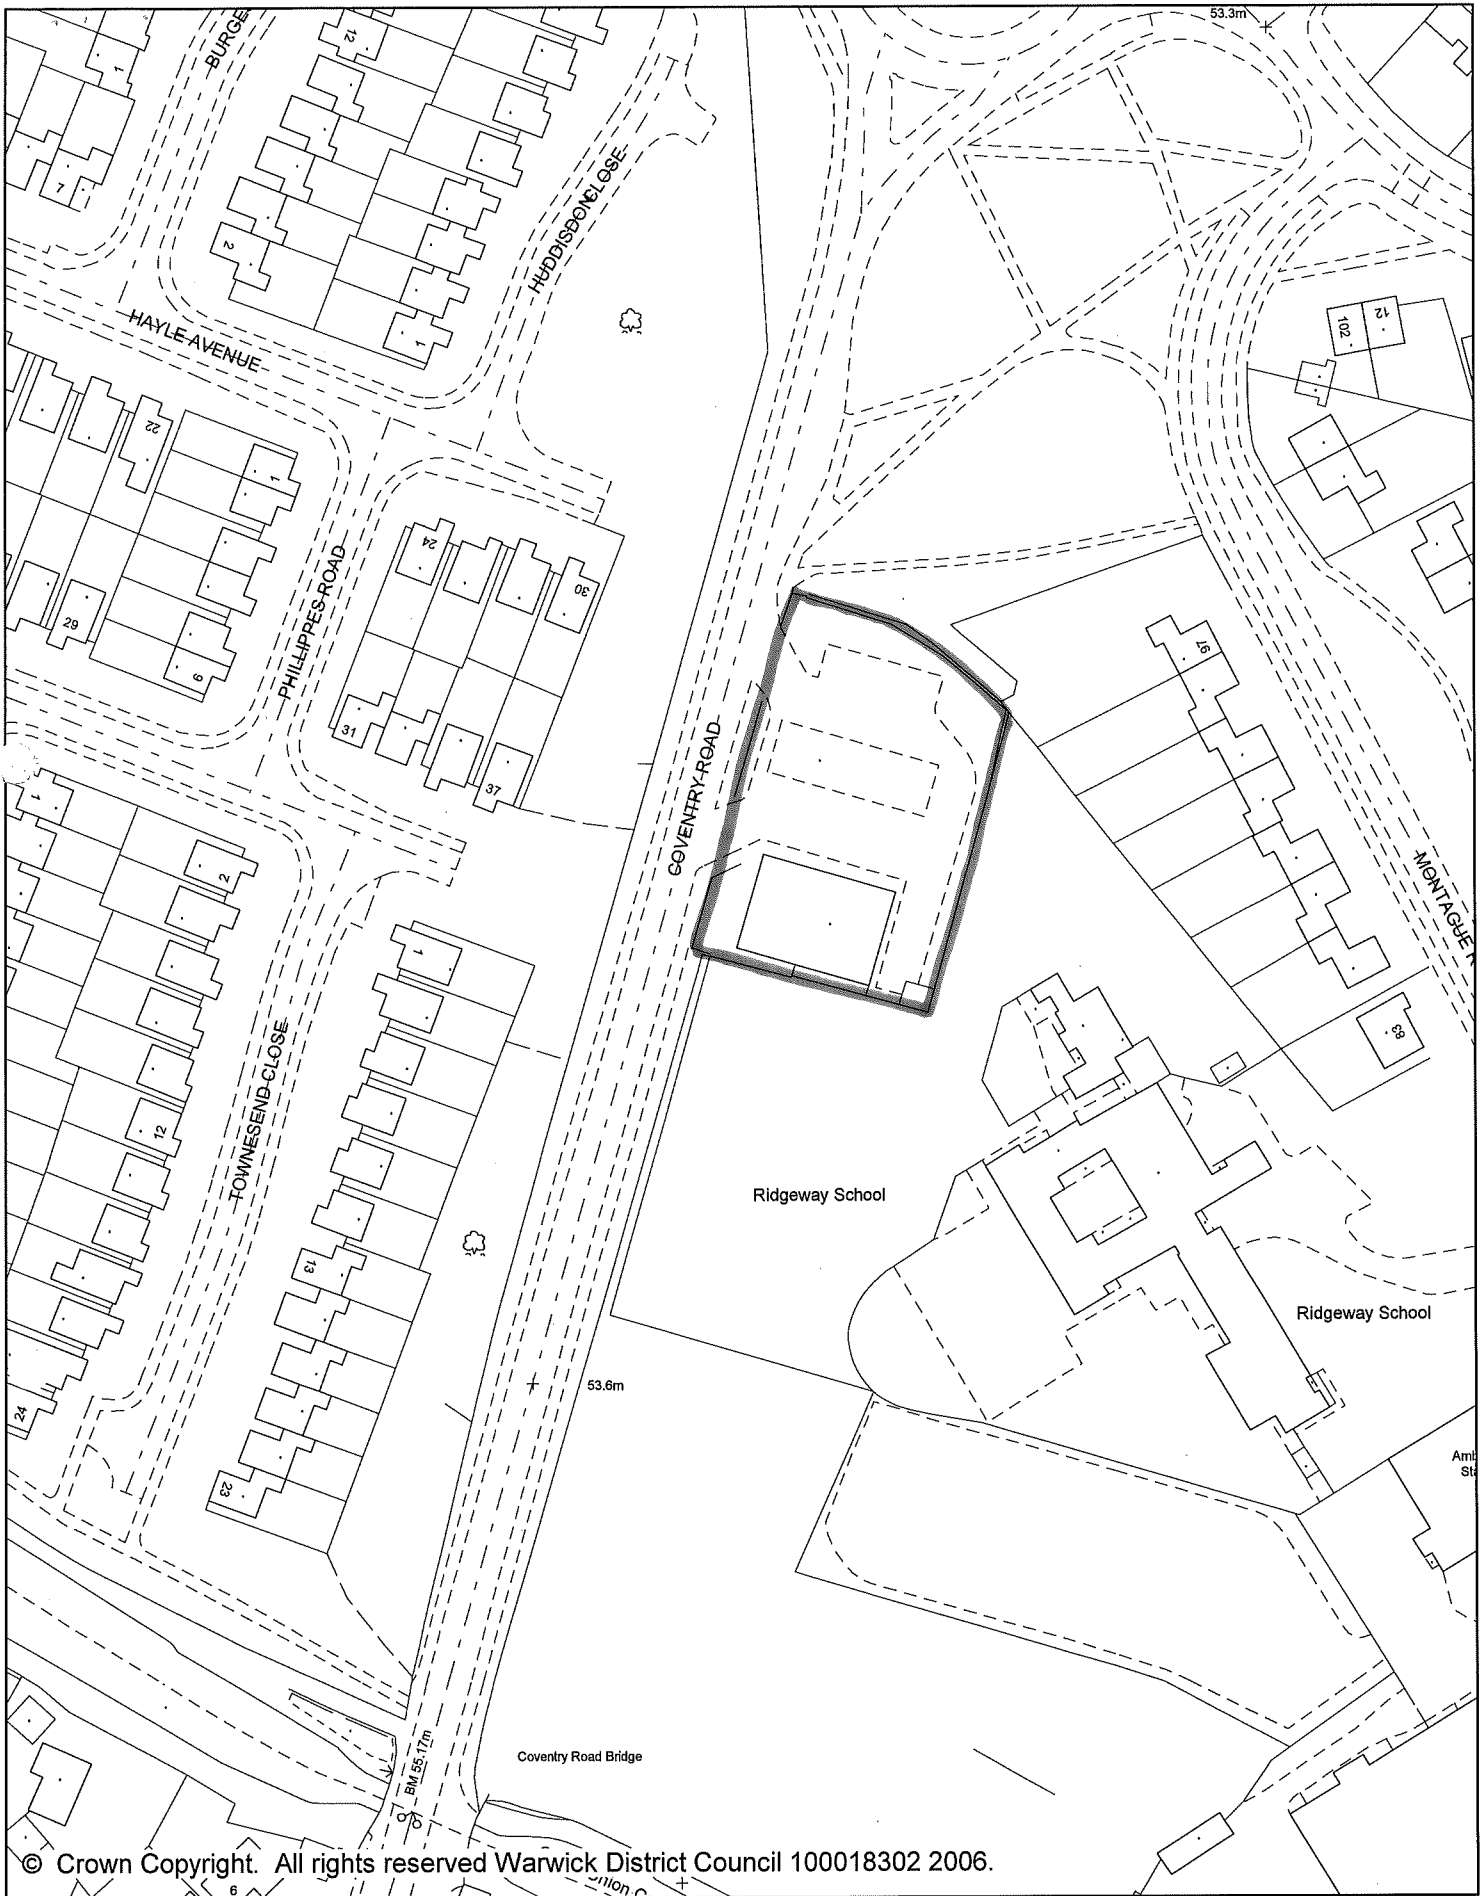 53.3m
12
1
7
2
HUDDISDON CLOSE
HAYLE AVENUE
1
102
12
22
1
24
30
29
6
PHILLIPPES ROAD
31
37
97
COVENTRY ROAD
1
2
1
MONTAGUE
83
TOWNESEND CLOSE
12
Ridgeway School
13
Ridgeway School
53.6m
24
23
BM 55.17m
Coventry Road Bridge
© Crown Copyright. All rights reserved Warwick District Council 100018302 2006.
6